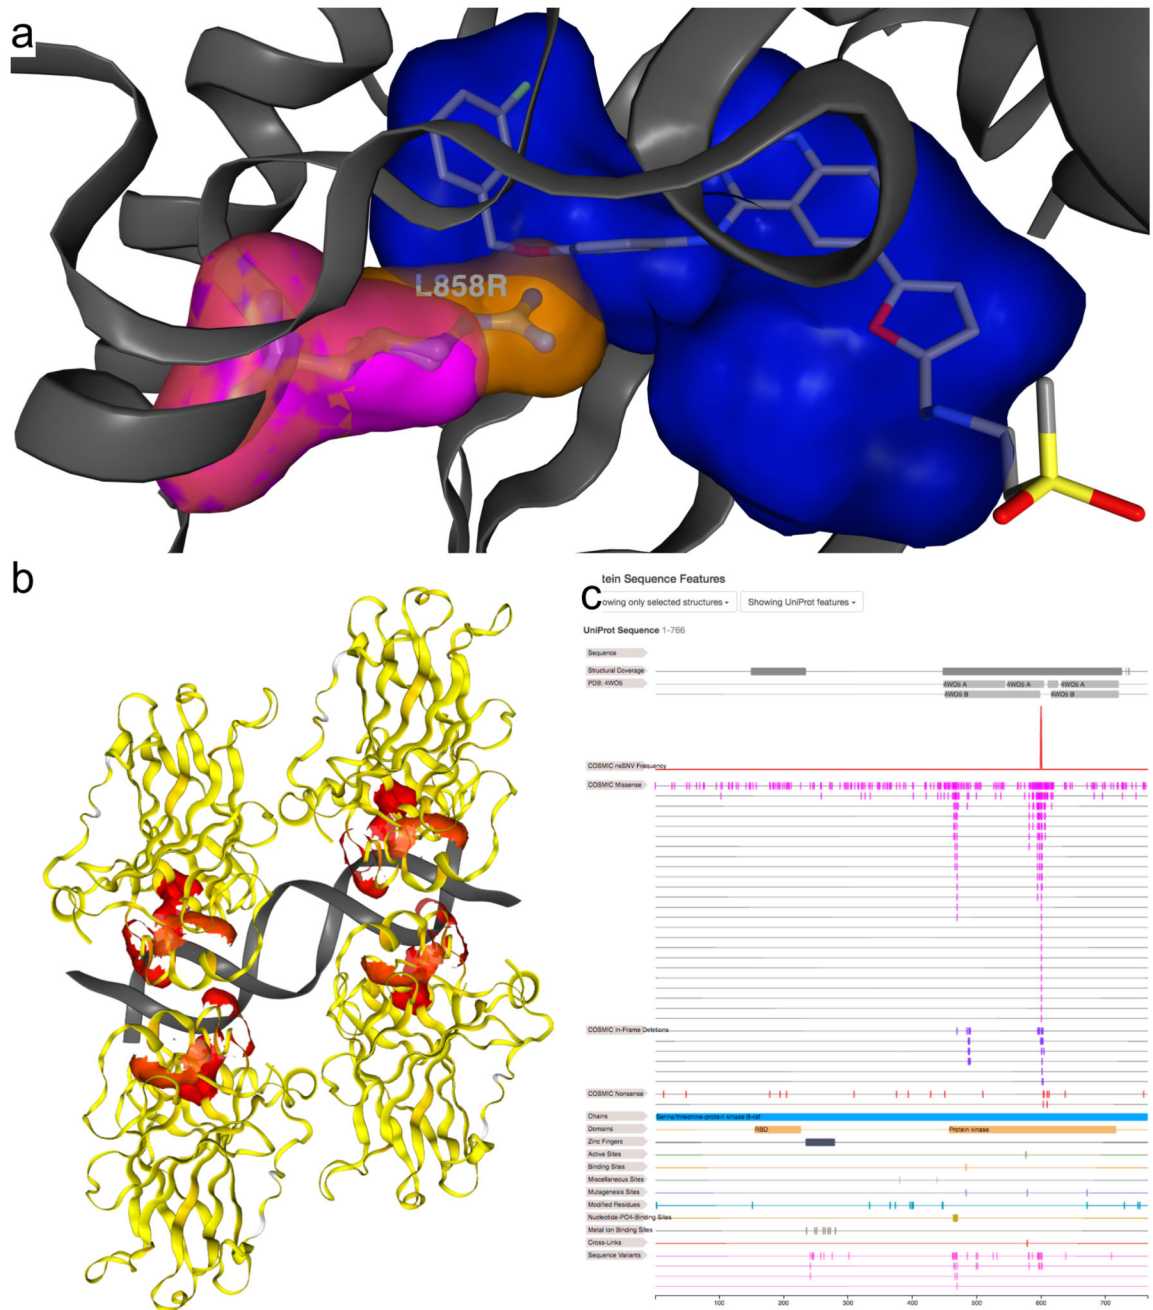 a
L858R
b
c
tein Sequence Features
owing only selected structures
Showing UniProt features
UniProt Sequence 1-766
Sequence
Structural Coverage
PDB: 4WO5
4WO5 A 4WO5 A 4WO5 A
4WO5 B 4WO5 B
COSMIC nsSNV Frequency
COSMIC Missense
COSMIC In-Frame Deletions
COSMIC Nonsense
Chains
Serine/threonine-protein kinase B-raf
Domains
RBD
Protein kinase
Zinc Fingers
Active Sites
Binding Sites
Miscellaneous Sites
Mutagenesis Sites
Modified Residues
Nucleotide-PO4-Binding Sites
Metal Ion Binding Sites
Cross-Links
Sequence Variants
100 200 300 400 500 600 700